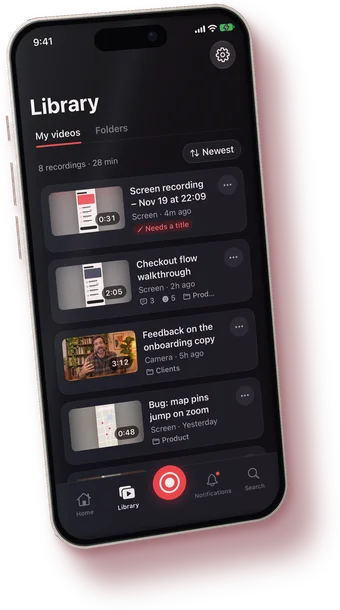 9:41
Library
My videos Folders
8 recordings · 28 min
Newest
Screen recording
– Nov 19 at 22:09
Screen · 4m ago
Needs a title
0:31
Checkout flow
walkthrough
Screen · 2h ago
3 5 Prod...
2:05
Feedback on the
onboarding copy
Camera · 5h ago
Clients
3:12
Bug: map pins
jump on zoom
Screen · Yesterday
Product
0:48
Home
Library
Notifications
Search